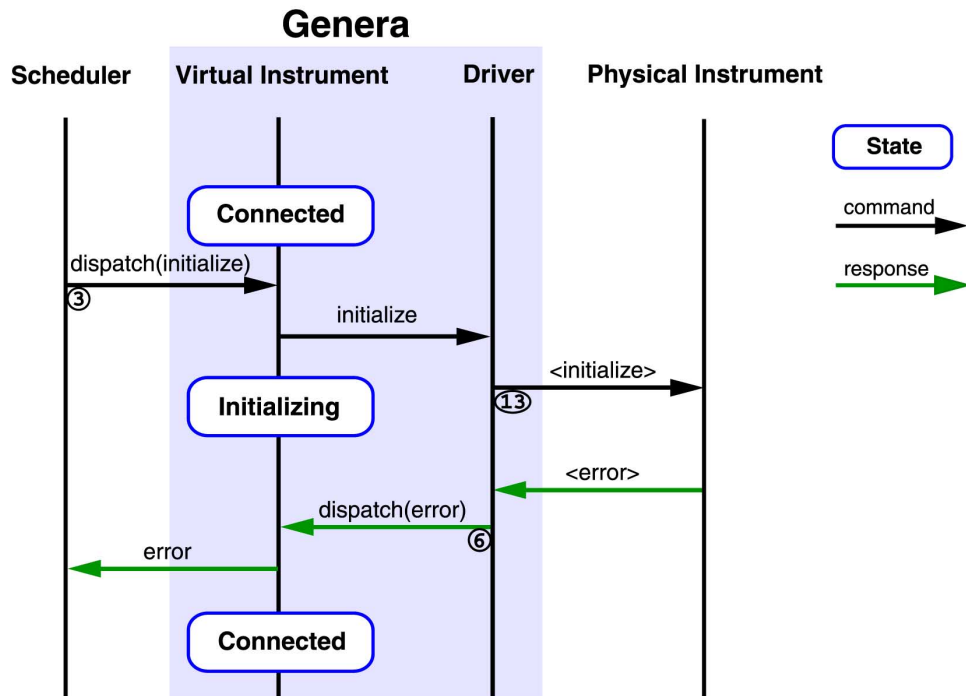 Genera
Scheduler
Virtual Instrument
Driver
Physical Instrument
State
command
response
Connected
dispatch(initialize)
3
initialize
<initialize>
13
Initializing
<error>
dispatch(error)
6
error
Connected